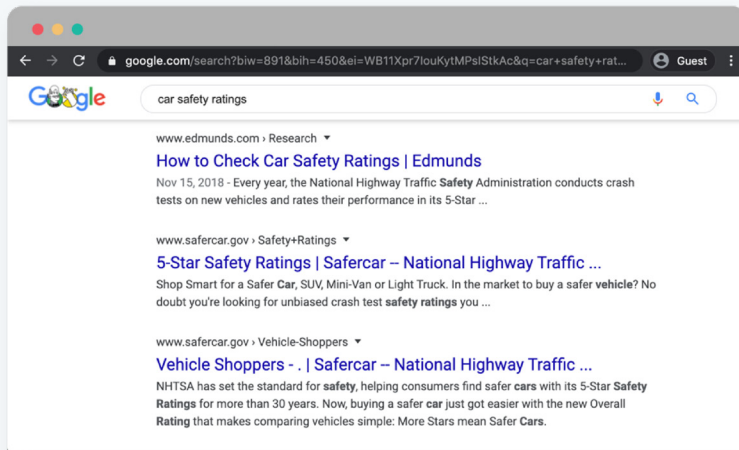 google.com/search?biw=891&bih=450&ei=WB11Xpr7IouKytMPsIStkAc&q=car+safety+rat...
Guest
Google
car safety ratings
www.edmunds.com › Research
How to Check Car Safety Ratings | Edmunds
Nov 15, 2018 - Every year, the National Highway Traffic Safety Administration conducts crash
tests on new vehicles and rates their performance in its 5-Star ...
www.safercar.gov › Safety+Ratings
5-Star Safety Ratings | Safercar -- National Highway Traffic ...
Shop Smart for a Safer Car, SUV, Mini-Van or Light Truck. In the market to buy a safer vehicle? No
doubt you're looking for unbiased crash test safety ratings you ...
www.safercar.gov › Vehicle-Shoppers
Vehicle Shoppers - . | Safercar -- National Highway Traffic ...
NHTSA has set the standard for safety, helping consumers find safer cars with its 5-Star Safety
Ratings for more than 30 years. Now, buying a safer car just got easier with the new Overall
Rating that makes comparing vehicles simple: More Stars mean Safer Cars.